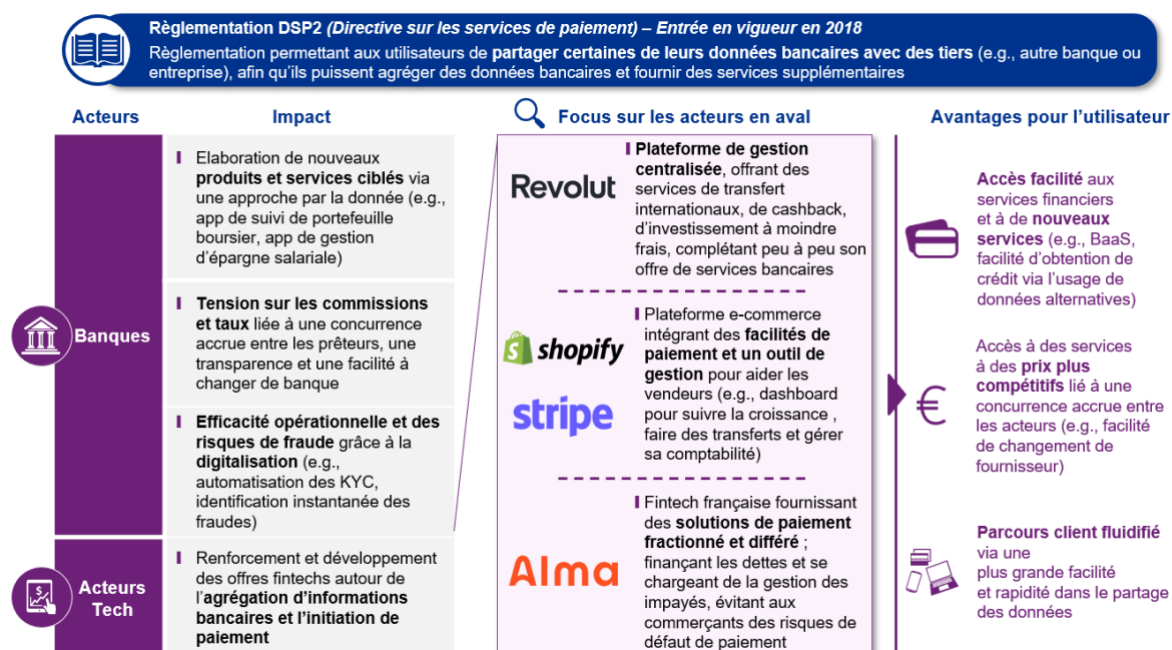 Règlementation DSP2 (Directive sur les services de paiement) – Entrée en vigueur en 2018
Règlementation permettant aux utilisateurs de partager certaines de leurs données bancaires avec des tiers (e.g., autre banque ou
entreprise), afin qu'ils puissent agréger des données bancaires et fournir des services supplémentaires
Acteurs
Impact
Focus sur les acteurs en aval
Avantages pour l'utilisateur
Banques
Elaboration de nouveaux
produits et services ciblés via
une approche par la donnée (e.g.,
app de suivi de portefeuille
boursier, app de gestion
d'épargne salariale)
Tension sur les commissions
et taux liée à une concurrence
accrue entre les prêteurs, une
transparence et une facilité à
changer de banque
Efficacité opérationnelle et des
risques de fraude grâce à la
digitalisation (e.g.,
automatisation des KYC,
identification instantanée des
fraudes)
Acteurs
Tech
Renforcement et développement
des offres fintechs autour de
l'agrégation d'informations
bancaires et l'initiation de
paiement
Revolut
Plateforme de gestion
centralisée, offrant des
services de transfert
internationaux, de cashback,
d'investissement à moindre
frais, complétant peu à peu son
offre de services bancaires
shopify
stripe
Plateforme e-commerce
intégrant des facilités de
paiement et un outil de
gestion pour aider les
vendeurs (e.g., dashboard
pour suivre la croissance ,
faire des transferts et gérer
sa comptabilité)
Alma
Fintech française fournissant
des solutions de paiement
fractionné et différé ;
finançant les dettes et se
chargeant de la gestion des
impayés, évitant aux
commerçants des risques de
défaut de paiement
Accès facilité aux
services financiers
et à de nouveaux
services (e.g., BaaS,
facilité d'obtention de
crédit via l'usage de
données alternatives)
€
Accès à des services
à des prix plus
compétitifs lié à une
concurrence accrue entre
les acteurs (e.g., facilité
de changement de
fournisseur)
Parcours client fluidifié
via une
plus grande facilité
et rapidité dans le partage
des données